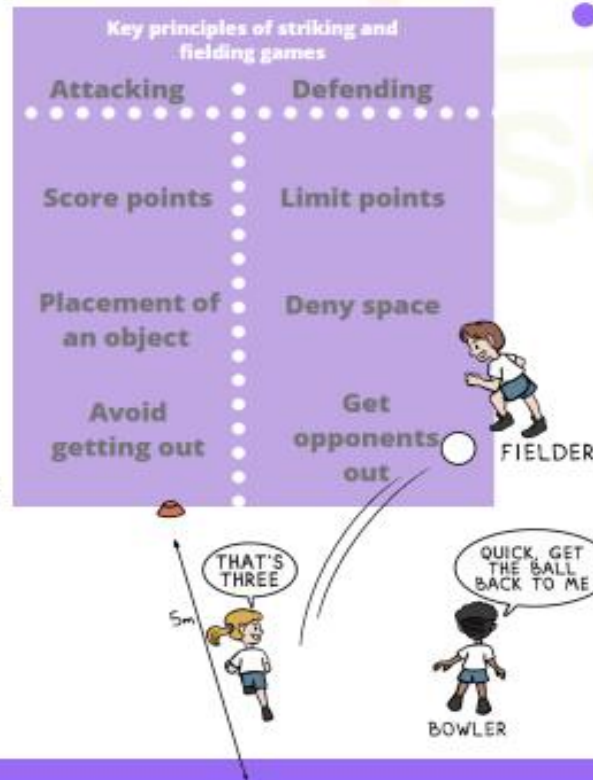 Key principles of striking and
fielding games
Attacking
Defending
Score points
Limit points
Placement of
an object
Deny space
Avoid
getting out
Get
opponents
out
FIELDER
THAT'S
THREE
QUICK, GET
THE BALL
BACK TO ME
5m
BOWLER